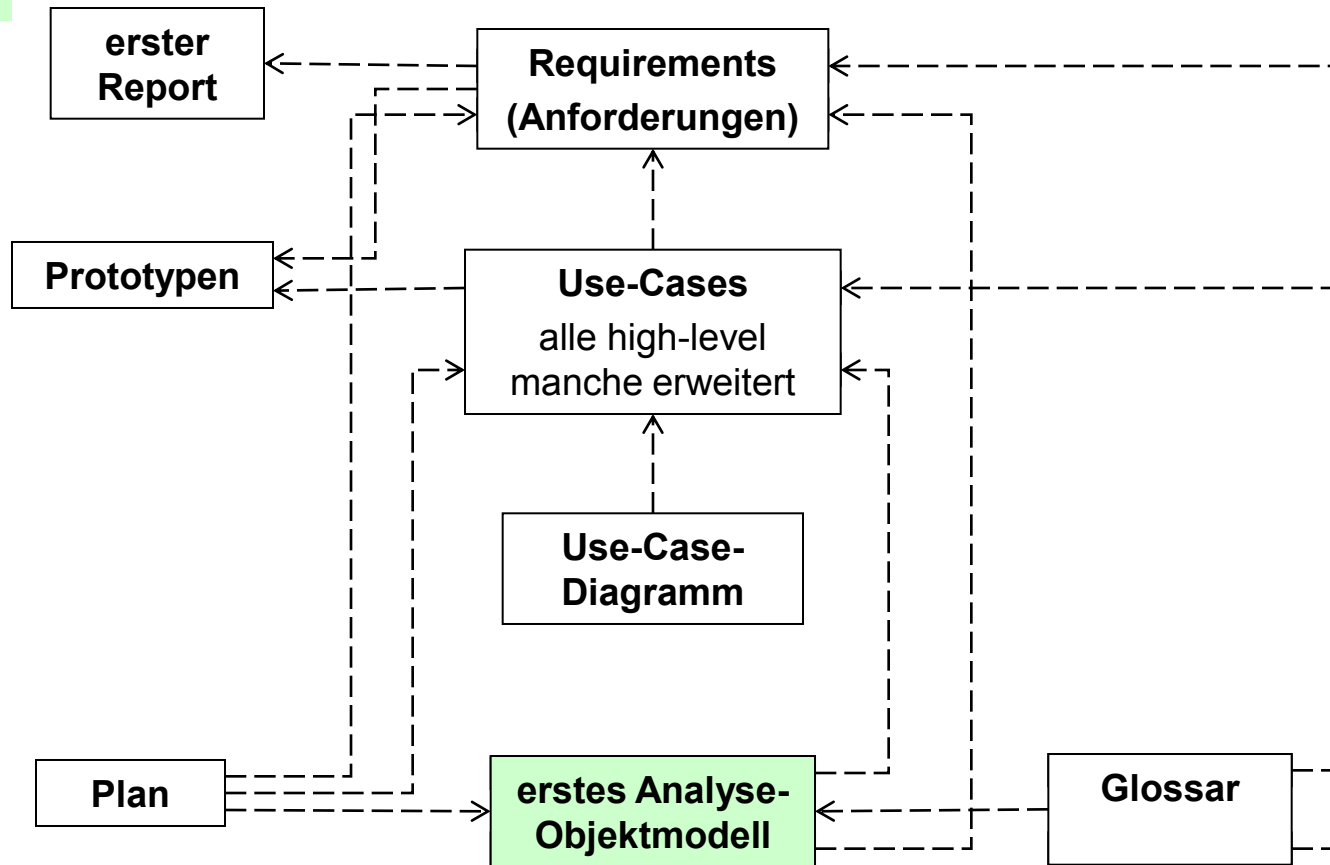 erster
Report
Requirements
(Anforderungen)
Prototypen
Use-Cases
alle high-level
manche erweitert
Use-Case-
Diagramm
Plan
erstes Analyse-
Objektmodell
Glossar